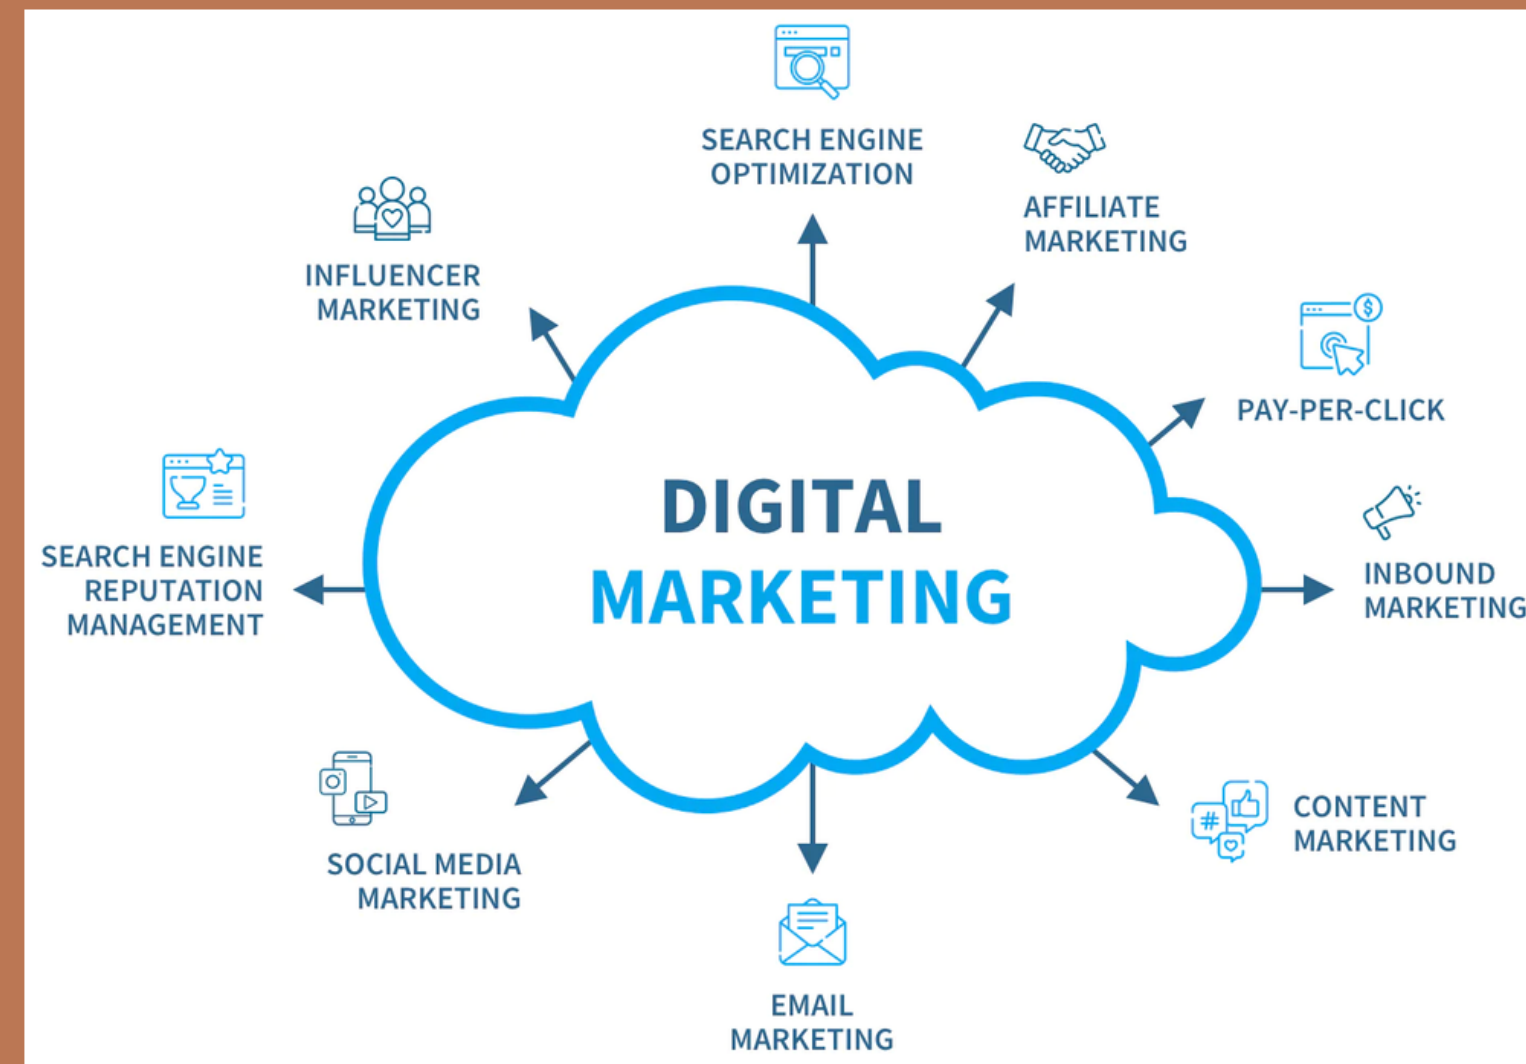 SEARCH ENGINE
OPTIMIZATION
AFFILIATE
MARKETING
INFLUENCER
MARKETING
$
PAY-PER-CLICK
DIGITAL
MARKETING
SEARCH ENGINE
REPUTATION
MANAGEMENT
INBOUND
MARKETING
#
CONTENT
MARKETING
SOCIAL MEDIA
MARKETING
EMAIL
MARKETING